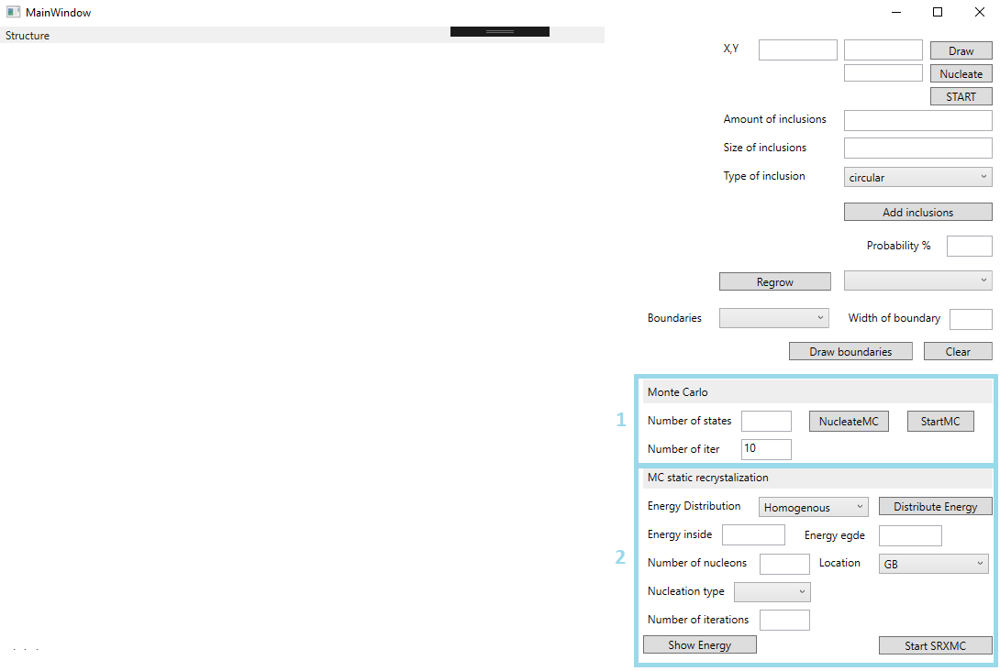 MainWindow
Structure
X,Y
Draw
Nucleate
START
Amount of inclusions
Size of inclusions
Type of inclusion circular
Add inclusions
Probability %
Regrow
Boundaries Width of boundary
Draw boundaries Clear
Monte Carlo
1
Number of states NucleateMC StartMC
Number of iter 10
MC static recrystalization
Energy Distribution Homogenous Distribute Energy
Energy inside Energy egde
2
Number of nucleons Location GB
Nucleation type
Number of iterations
Show Energy Start SRXMC